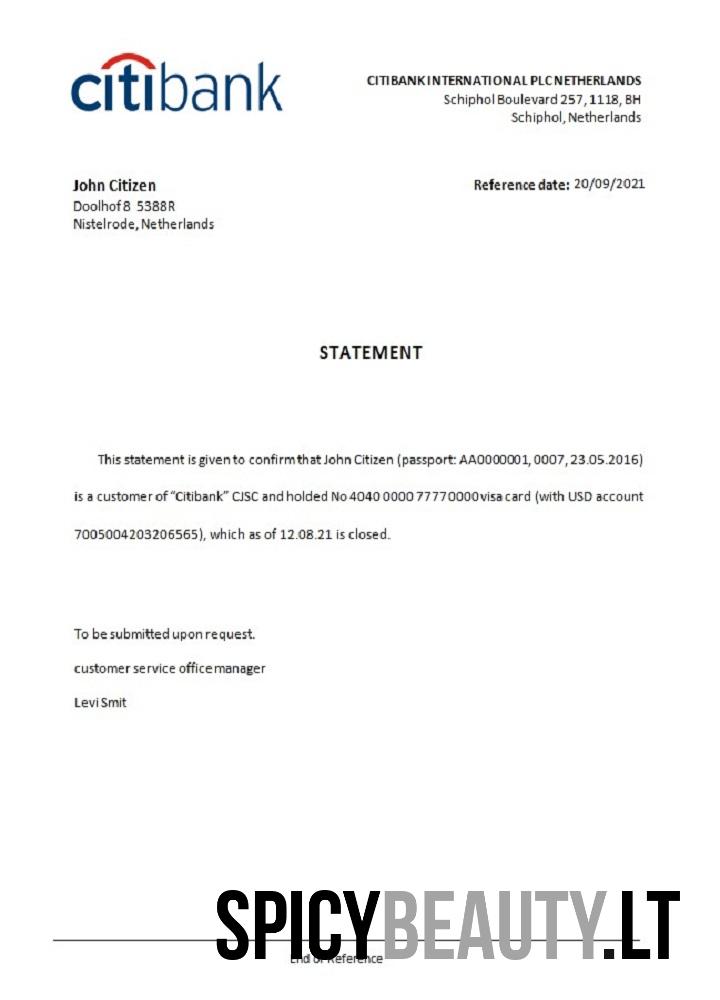 citibank
CITIBANK INTERNATIONAL PLC NETHERLANDS
Schiphol Boulevard 257, 1118, BH
Schiphol, Netherlands
John Citizen
Reference date: 20/09/2021
Doolhof 8 5388R
Nistelrode, Netherlands
STATEMENT
This statement is given to confirm that John Citizen (passport: AA0000001, 0007, 23.05.2016)
is a customer of “Citibank” CJSC and holded No 4040 0000 7777 0000 visa card (with USD account
7005004203206565), which as of 12.08.21 is closed.
To be submitted upon request.
customer service office manager
Levi Smit
SPICYBEAUTY.LT
End of Reference